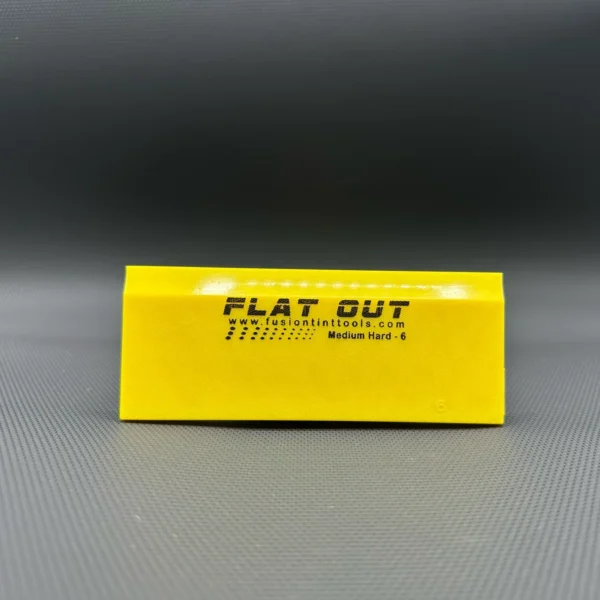 FLAT OUT
www.fusiontinttools.com
Medium Hard - 6